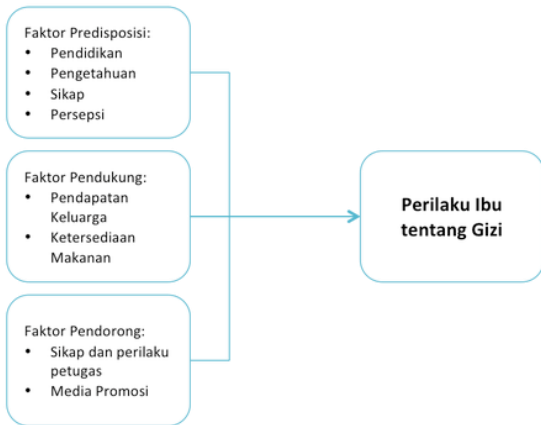 Faktor Predisposisi:
• Pendidikan
• Pengetahuan
• Sikap
• Persepsi
Faktor Pendukung:
• Pendapatan
Keluarga
• Ketersediaan
Makanan
Faktor Pendorong:
• Sikap dan perilaku
petugas
• Media Promosi
Perilaku Ibu
tentang Gizi